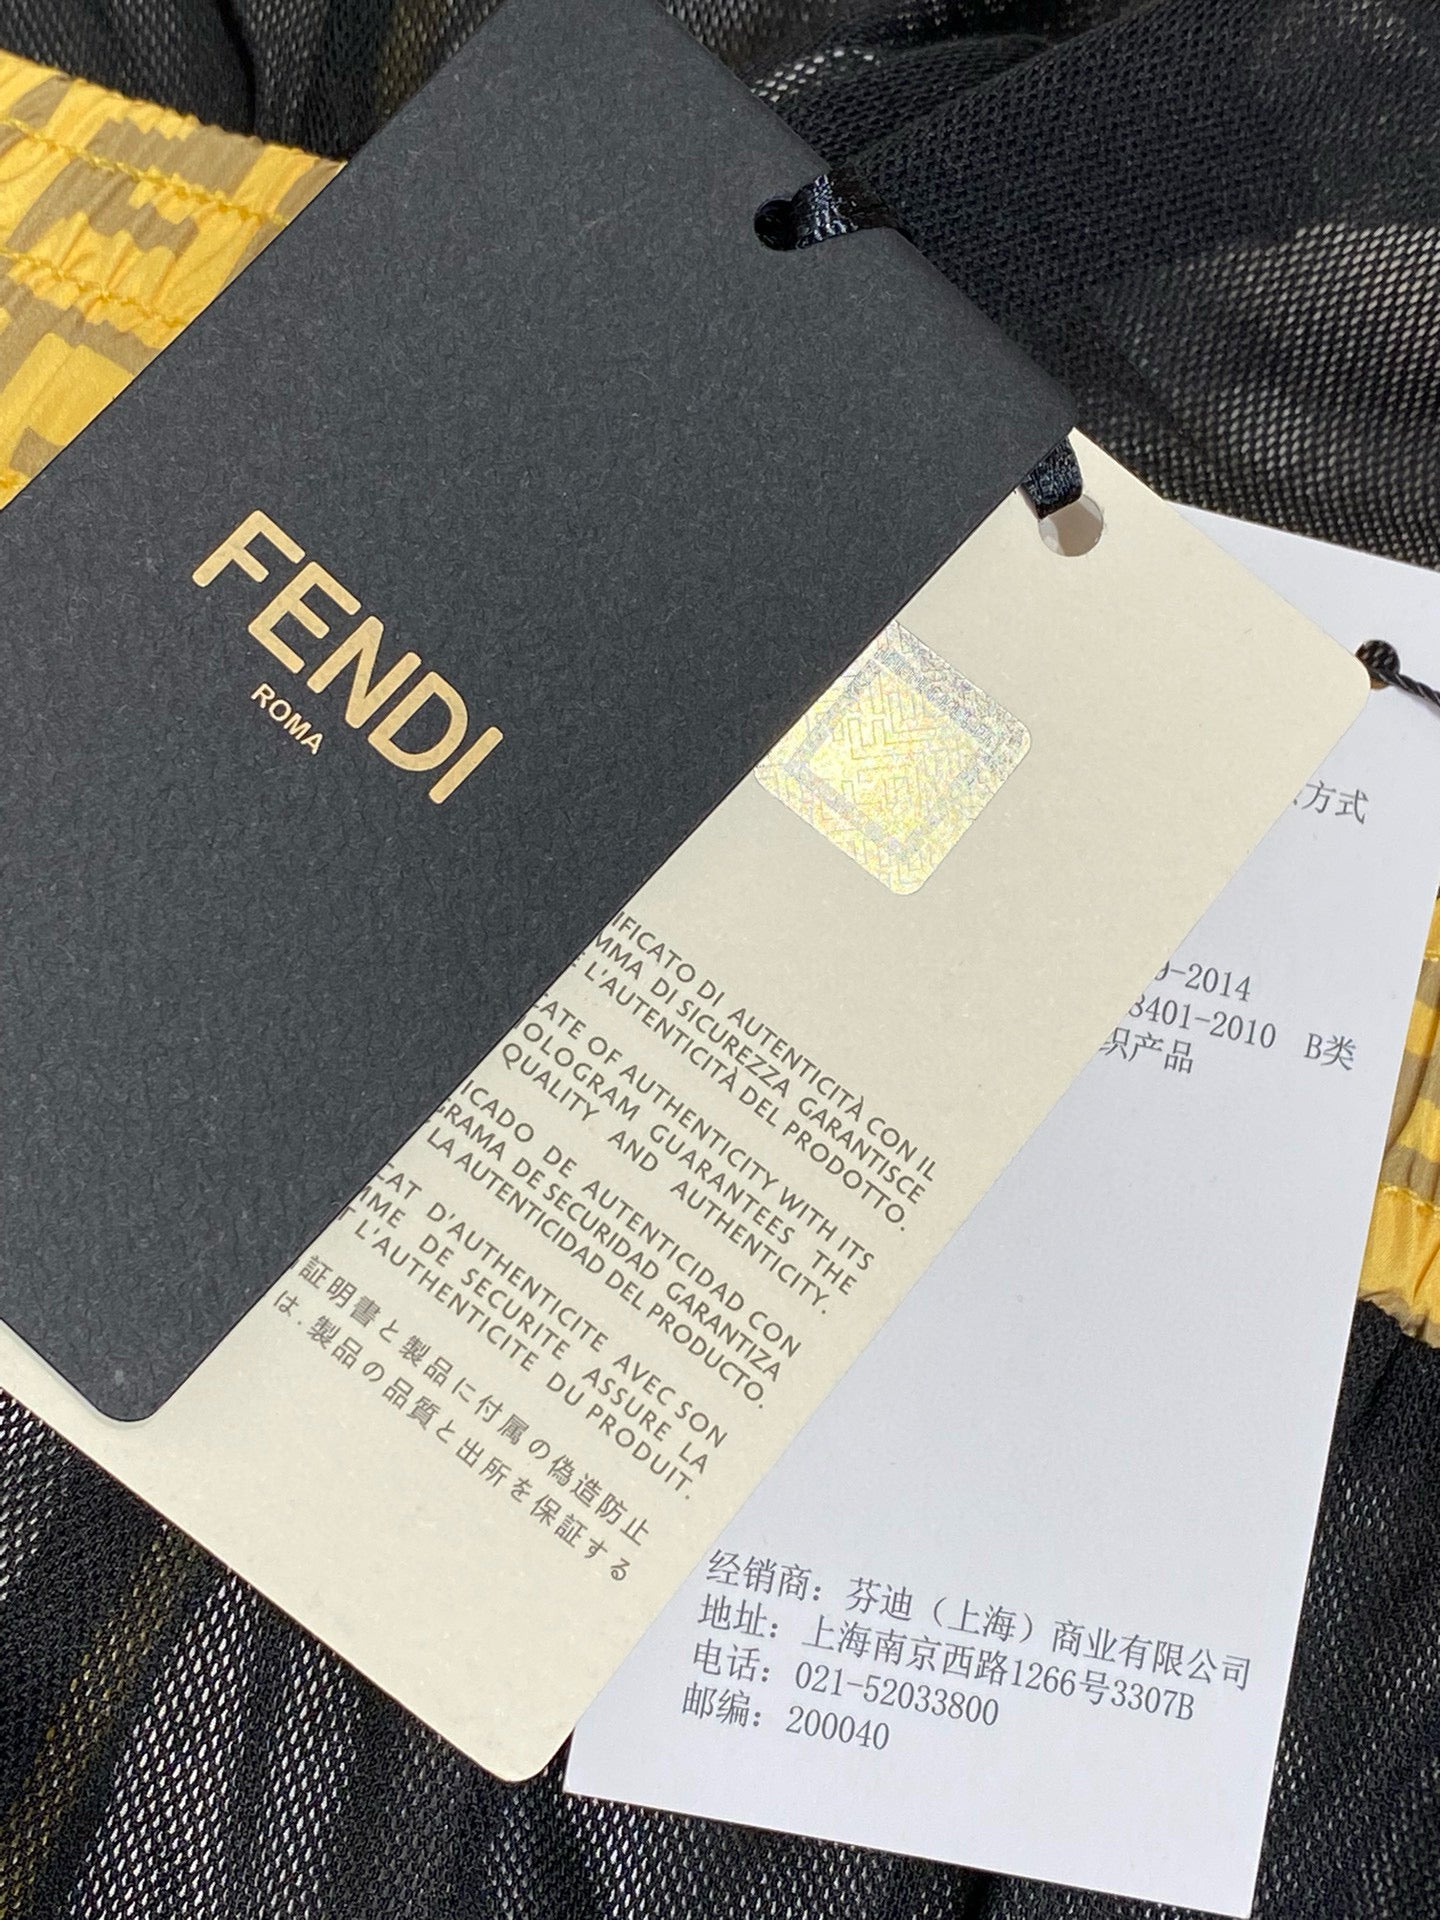 FENDI
ROMA
IFICATO DI AUTENTICITÀ CON IL
MMA DI SICUREZZA GARANTISCE
E L'AUTENTICITÀ DEL PRODOTTO.
CATE OF AUTHENTICITY WITH ITS
OLOGRAM GUARANTEES THE
QUALITY AND AUTHENTICITY.
ICADO DE AUTENTICIDAD CON
GRAMA DE SEGURIDAD GARANTIZA
LA AUTENTICIDAD DEL PRODUCTO.
CAT D'AUTHENTICITE AVEC SON
MME DE SECURITE ASSURE LA
T L'AUTHENTICITE DU PRODUIT.
証明書と製品に付属の偽造防止
は.製品の品質と出所を保証する
方式
9-2014
8401-2010 B类
织产品
经销商：芬迪（上海）商业有限公司
地址：上海南京西路1266号3307B
电话：021-52033800
邮编：200040